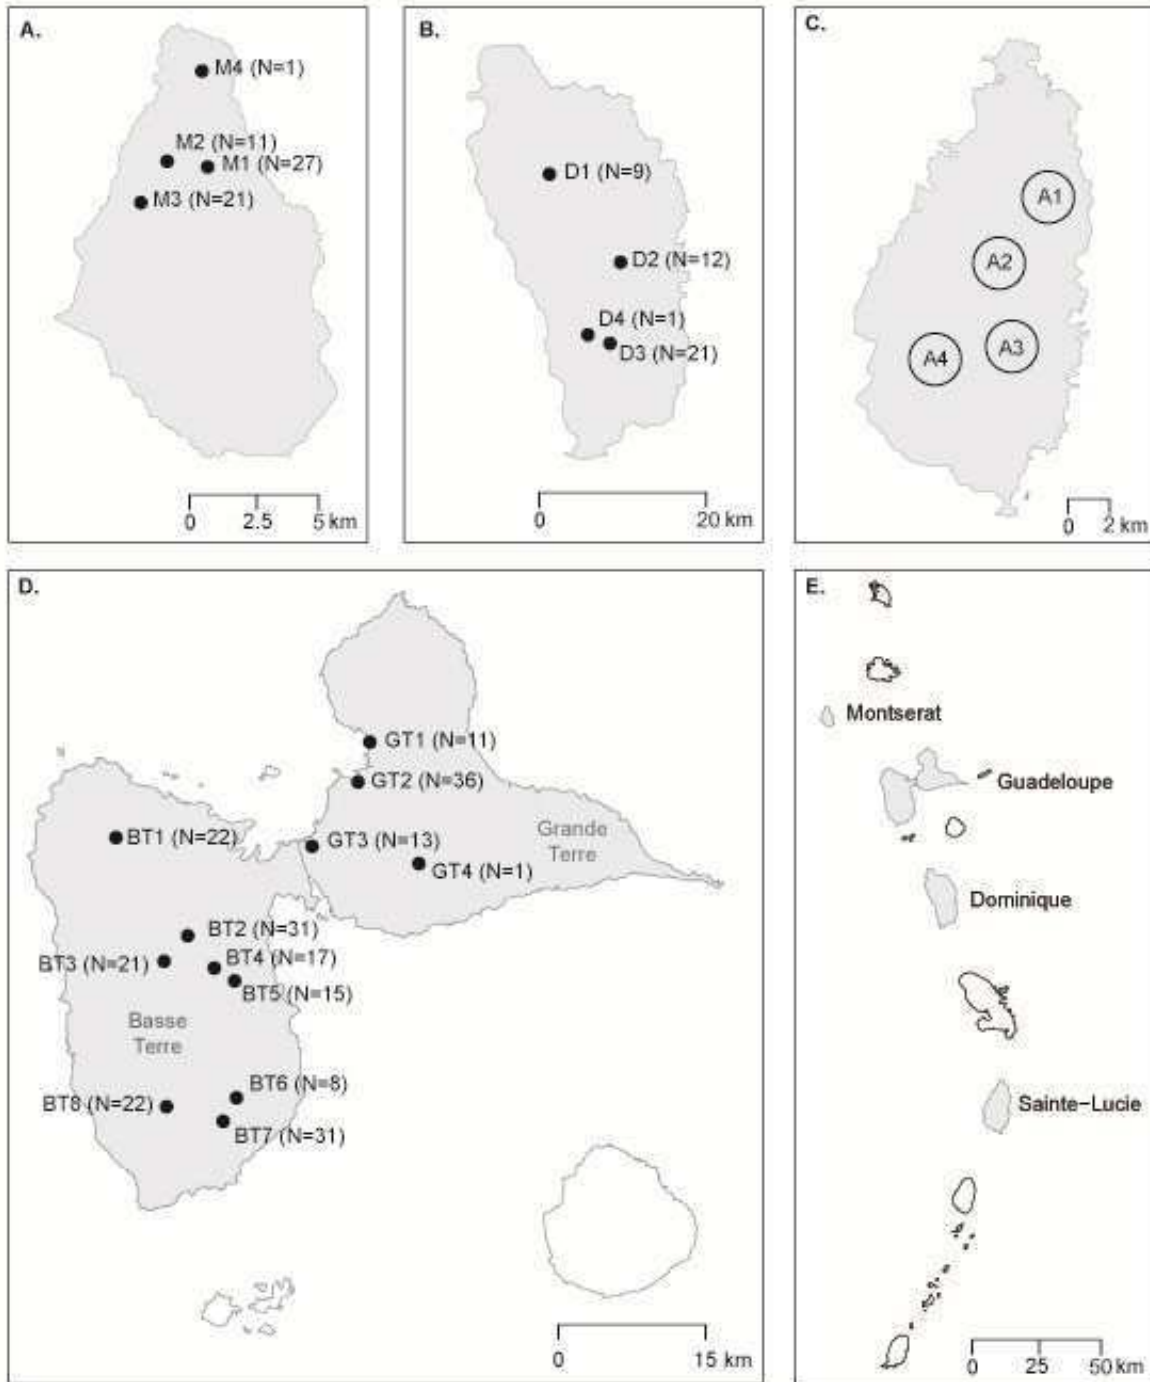 A.
M4 (N=1)
M2 (N=11)
M1 (N=27)
M3 (N=21)
0 2.5 5 km
B.
D1 (N=9)
D2 (N=12)
D4 (N=1)
D3 (N=21)
0 20 km
C.
A1
A2
A3
A4
0 2 km
D.
GT1 (N=11)
GT2 (N=36)
GT3 (N=13)
GT4 (N=1)
Grande
Terre
BT1 (N=22)
BT2 (N=31)
BT3 (N=21)
BT4 (N=17)
BT5 (N=15)
Basse
Terre
BT6 (N=8)
BT8 (N=22)
BT7 (N=31)
0 15 km
E.
Montserat
Guadeloupe
Dominique
Sainte-Lucie
0 25 50 km